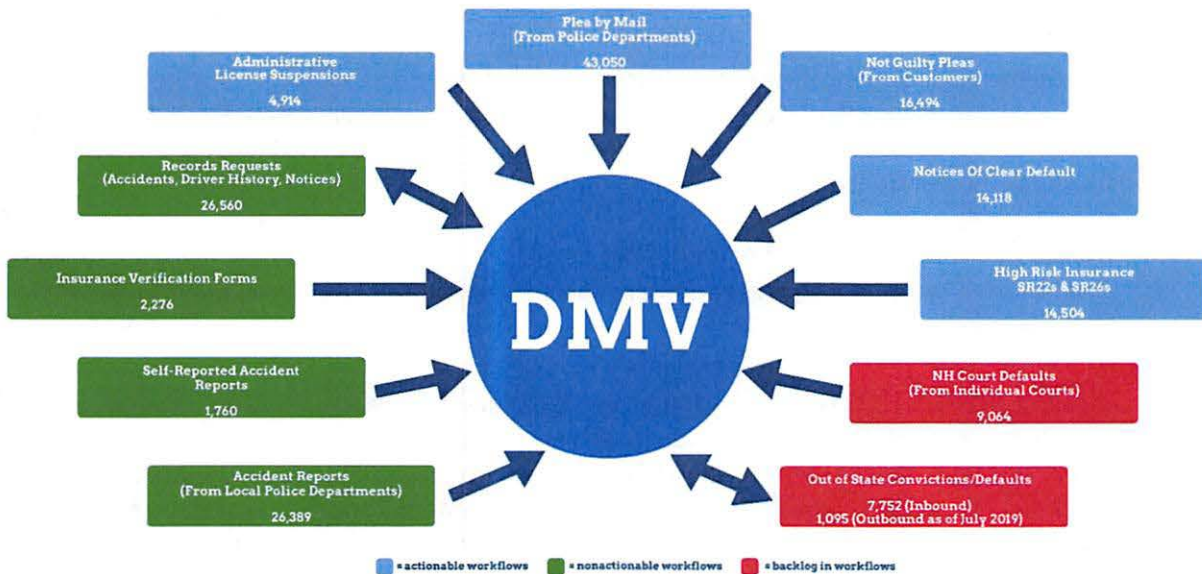 Plea by Mail
(From Police Departments)
43,050
Administrative
License Suspensions
4,914
Not Guilty Pleas
(From Customers)
16,494
Records Requests
(Accidents, Driver History, Notices)
26,560
Notices Of Clear Default
14,118
Insurance Verification Forms
2,276
High Risk Insurance
SR22s & SR26s
14,504
DMV
Self-Reported Accident
Reports
1,760
NH Court Defaults
(From Individual Courts)
9,064
Accident Reports
(From Local Police Departments)
26,389
Out of State Convictions/Defaults
7,752 (Inbound)
1,095 (Outbound as of July 2019)
= actionable workflows = nonactionable workflows = backlog in workflows